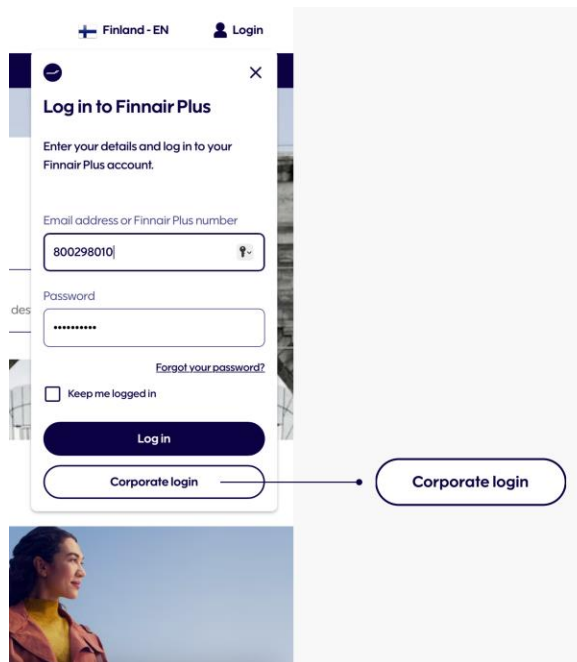 Finland - EN
Login
Log in to Finnair Plus
Enter your details and log in to your
Finnair Plus account.
Email address or Finnair Plus number
800298010
des
Password
••••••••••
Forgot your password?
Keep me logged in
Log in
Corporate login
Corporate login